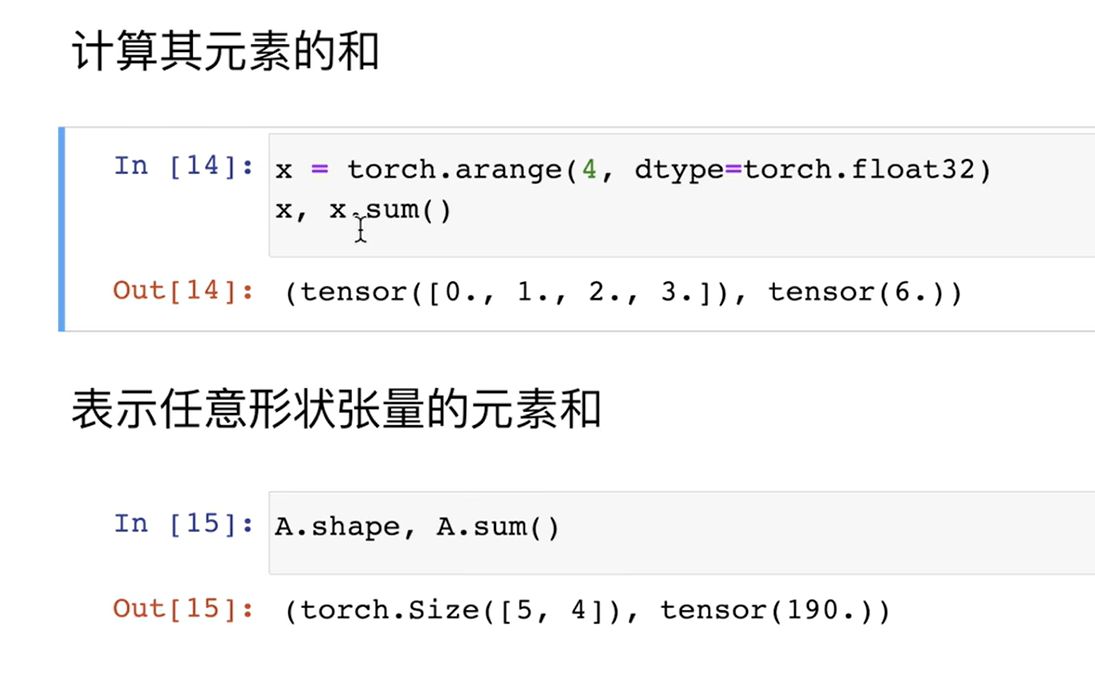 计算其元素的和
In [14]: x = torch.arange(4, dtype=torch.float32)
x, x.sum()
Out[14]: (tensor([0., 1., 2., 3.]), tensor(6.))
表示任意形状张量的元素和
In [15]: A.shape, A.sum()
Out[15]: (torch.Size([5, 4]), tensor(190.))